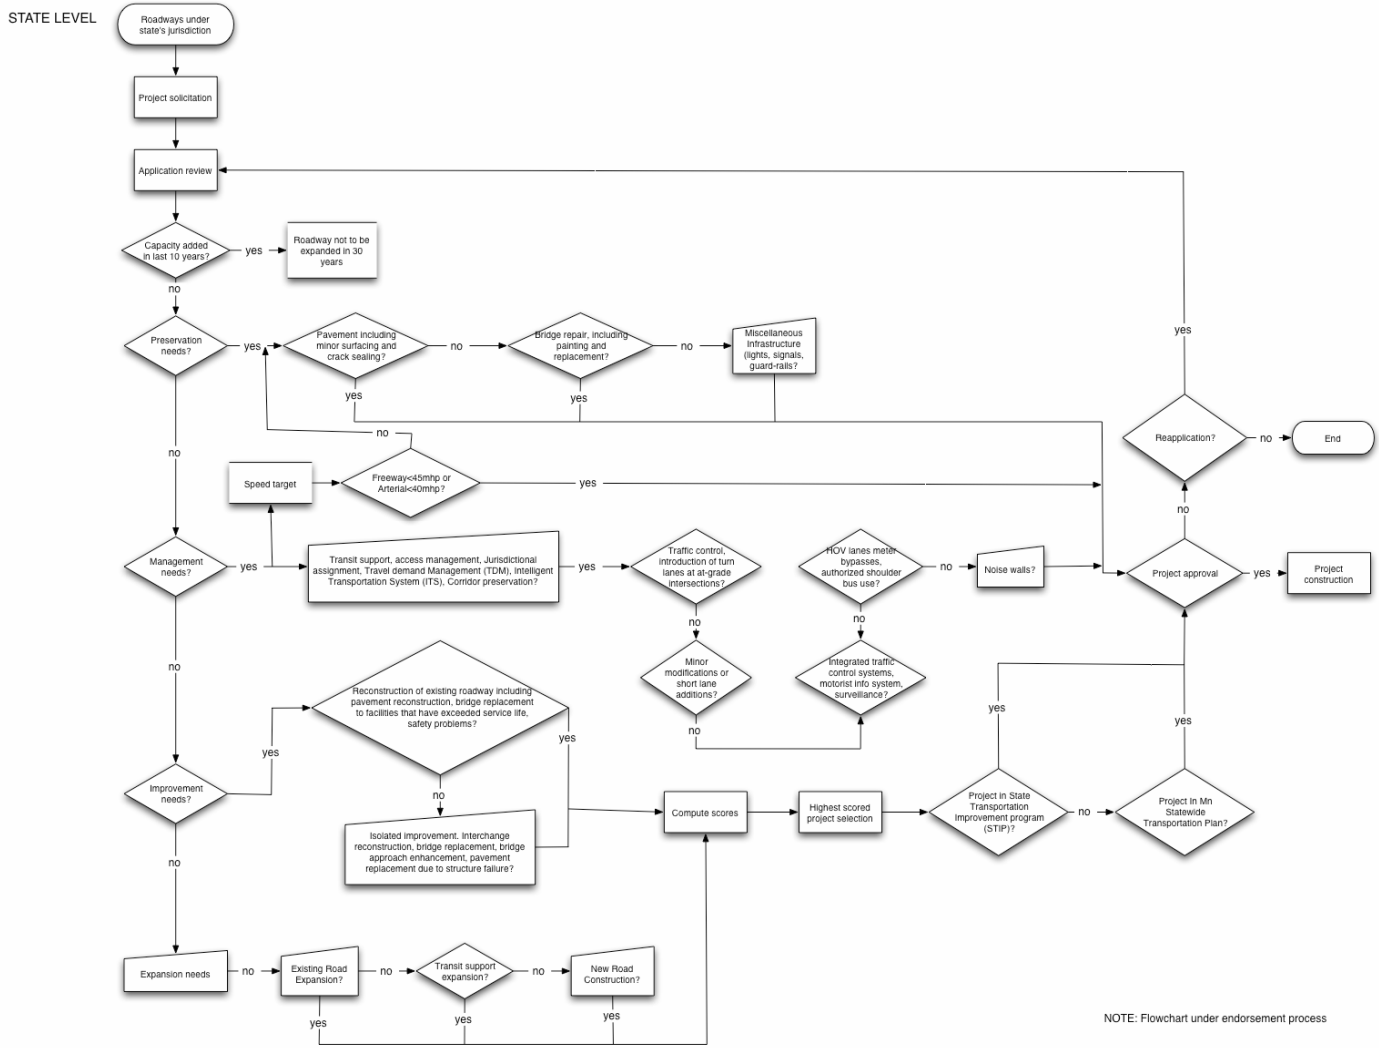 STATE LEVEL
Roadways under
state's jurisdiction
Project solicitation
Application review
Capacity added
in last 10 years?
yes
Roadway not to be
expanded in 30
years
no
yes
Preservation
needs?
yes
Pavement including
minor surfacing and
crack sealing?
no
Bridge repair, including
painting and
replacement?
no
Miscellaneous
Infrastructure
(lights, signals,
guard-rails?
yes
yes
no
no
Reapplication?
no
End
Speed target
Freeway<45mhp or
Arterial<40mhp?
yes
no
Management
needs?
yes
Transit support, access management, Jurisdictional
assignment, Travel demand Management (TDM), Intelligent
Transportation System (ITS), Corridor preservation?
yes
Traffic control,
introduction of turn
lanes at at-grade
intersections?
HOV lanes meter
bypasses,
authorized shoulder
bus use?
no
Noise walls?
Project approval
yes
Project
construction
no
no
no
Minor
modifications or
short lane
additions?
Integrated traffic
control systems,
motorist info system,
surveillance?
Reconstruction of existing roadway including
pavement reconstruction, bridge replacement
to facilities that have exceeded service life,
safety problems?
yes
no
yes
yes
yes
Improvement
needs?
no
Isolated improvement. Interchange
reconstruction, bridge replacement, bridge
approach enhancement, pavement
replacement due to structure failure?
Compute scores
Highest scored
project selection
Project in State
Transportation
Improvement program
(STIP)?
no
Project In Mn
Statewide
Transportation Plan?
no
Expansion needs
no
Existing Road
Expansion?
no
Transit support
expansion?
no
New Road
Construction?
yes
yes
yes
NOTE: Flowchart under endorsement process